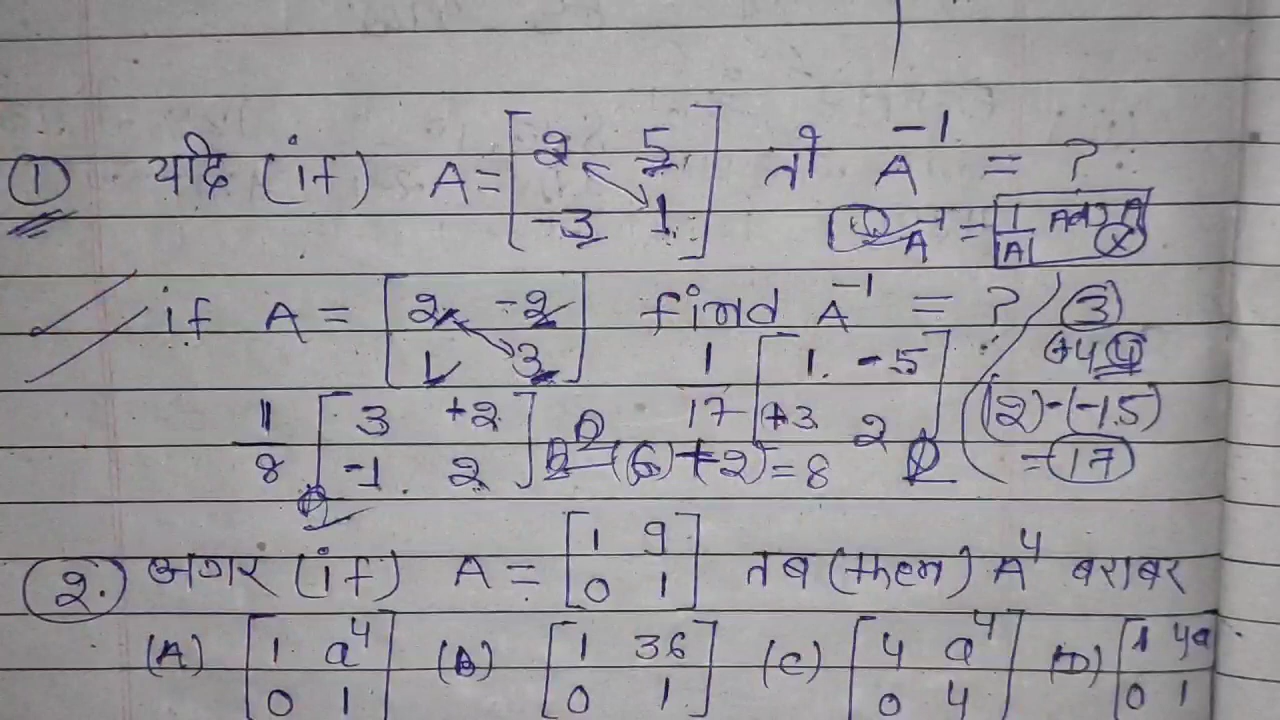 ① यदि (if) A = [2 5 -3 1] तो A⁻¹ = ?
A⁻¹ = 1/|A|
if A = [2 -2 1 3] find A⁻¹ = ? ③
1/17 [1 -5 +3 2] (2)-(-15) = 17
1/8 [3 +2 -1 2] (6)+(+2) = 8
②. अगर (if) A = [1 9 0 1] तब (then) A⁴ बराबर
(A) [1 a⁴ 0 1] (B) [1 36 0 1] (C) [4 a⁴ 0 4] (D) [1 4a 0 1]